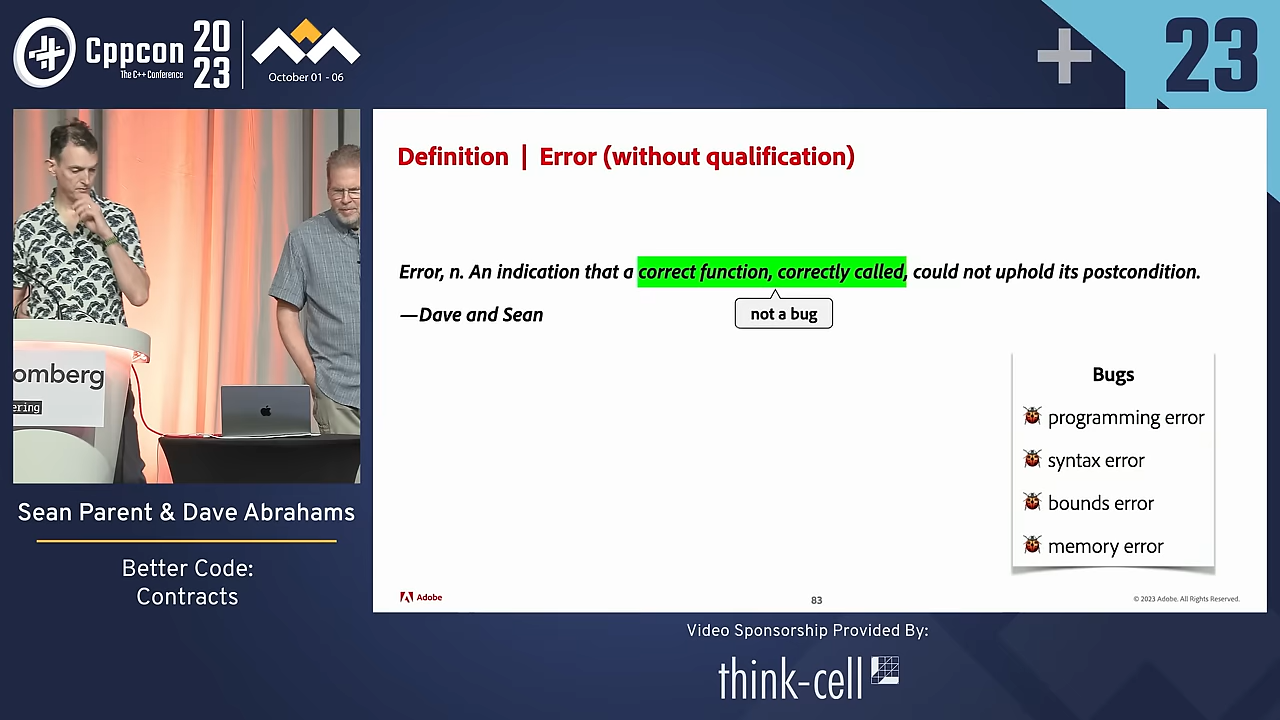 Cppcon
The C++ Conference
20
23
October 01 - 06
23
Definition | Error (without qualification)
Error, n. An indication that a correct function, correctly called, could not uphold its postcondition.
not a bug
—Dave and Sean
Bugs
programming error
syntax error
bounds error
memory error
omberg
ering
Adobe
83
© 2023 Adobe. All Rights Reserved.
Sean Parent & Dave Abrahams
Better Code:
Contracts
Video Sponsorship Provided By:
think-cell